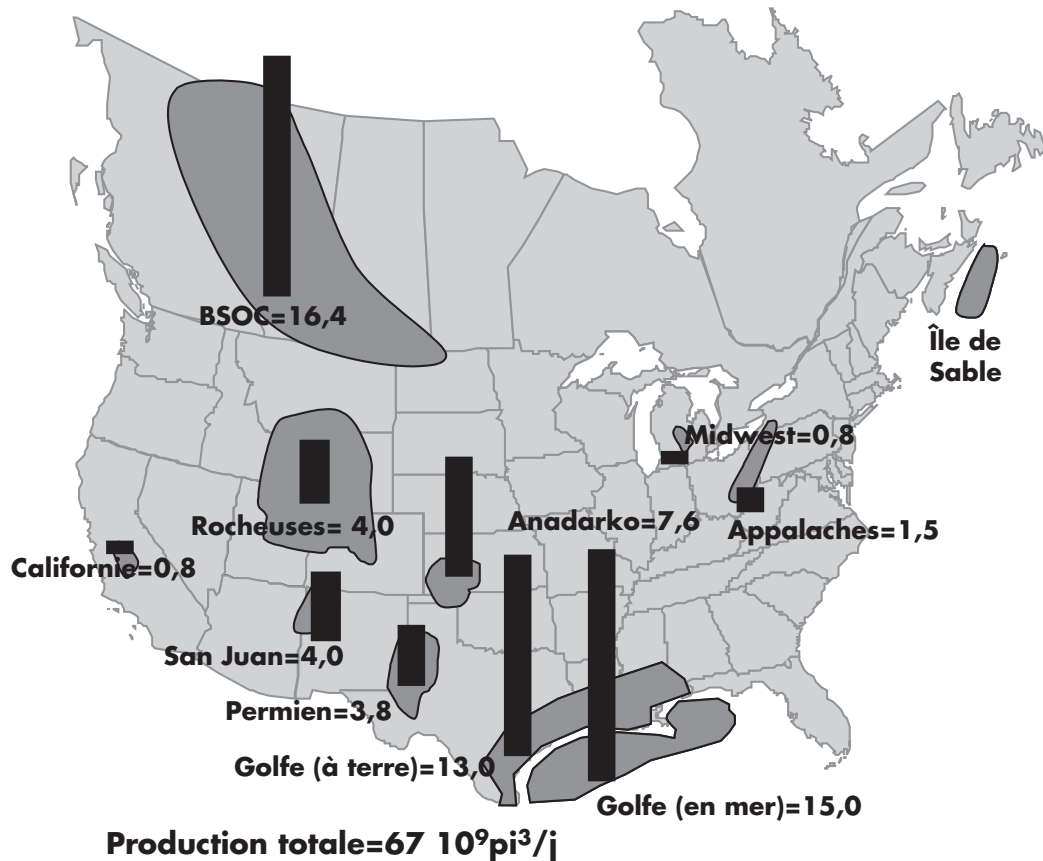 BSOC=16,4
Île de
Sable
Midwest=0,8
Rocheuses= 4,0
Anadarko=7,6
Appalaches=1,5
Californie=0,8
San Juan=4,0
Permien=3,8
Golfe (à terre)=13,0
Golfe (en mer)=15,0
Production totale=67 10⁹pi³/j